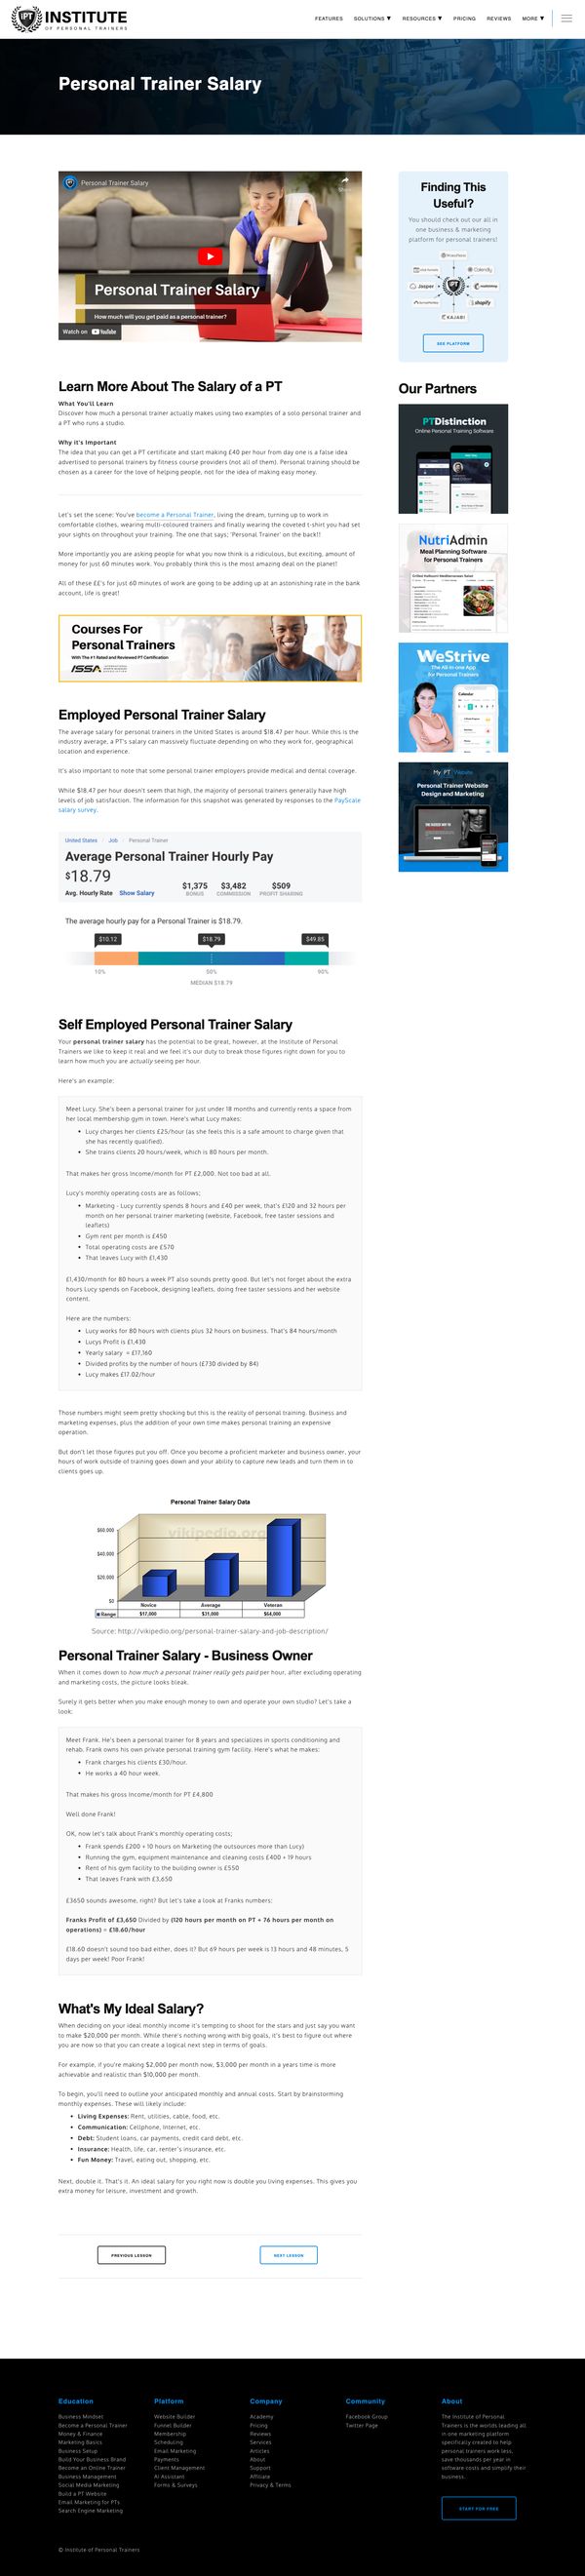 INSTITUTE
OF PERSONAL TRAINERS
FEATURES SOLUTIONS ▼ RESOURCES ▼ PRICING REVIEWS MORE ▼
Personal Trainer Salary
Personal Trainer Salary
Personal Trainer Salary
How much will you get paid as a personal trainer?
Watch on YouTube
Finding This
Useful?
You should check out our all in
one business & marketing
platform for personal trainers!
Calendly
Jasper
shopify
KAJABI
SEE PLATFORM
Learn More About The Salary of a PT
What You'll Learn
Discover how much a personal trainer actually makes using two examples of a solo personal trainer and
a PT who runs a studio.
Why it's Important
The idea that you can get a PT certificate and start making £40 per hour from day one is a false idea
advertised to personal trainers by fitness course providers (not all of them). Personal training should be
chosen as a career for the love of helping people, not for the idea of making easy money.
Our Partners
PTDistinction
Online Personal Training Software
NutriAdmin
Meal Planning Software
for Personal Trainers
WeStrive
The All in One App
for Personal Trainers
Calendar
My PT Website
Personal Trainer Website
Design and Marketing
Let's set the scene; You've become a Personal Trainer, living the dream, turning up to work in
comfortable clothes, wearing multi-coloured trainers and finally wearing the coveted t-shirt you had set
your sights on throughout your training. The one that says; 'Personal Trainer' on the back!!
More importantly you are asking people for what you think is a ridiculous, but exciting, amount of
money for just 60 minutes work. You probably think this is the most amazing deal on the planet!
All of these ££'s for just 60 minutes of work are going to be adding up at an astonishing rate in the bank
account, life is great!
Courses For
Personal Trainers
With The #1 Rated and Reviewed PT Certification
ISSA
Employed Personal Trainer Salary
The average salary for personal trainers in the United States is around $18.47 per hour. While this is the
industry average, a PT's salary can massively fluctuate depending on who they work for, geographical
location and experience.
It's also important to note that some personal trainer employers provide medical and dental coverage.
While $18.47 per hour doesn't seem that high, the majority of personal trainers generally have high
levels of job satisfaction. The information for this snapshot was generated by responses to the PayScale
salary survey.
United States / Job / Personal Trainer
Average Personal Trainer Hourly Pay
$18.79
Avg. Hourly Rate Show Salary
$1,375 $3,482 $509
BONUS COMMISSION PROFIT SHARING
The average hourly pay for a Personal Trainer is $18.79.
$10.12 $18.79 $49.85
10% 50% 90%
MEDIAN $18.79
Self Employed Personal Trainer Salary
Your personal trainer salary has the potential to be great, however, at the Institute of Personal
Trainers we like to keep it real and we feel it's our duty to break those figures right down for you to
learn how much you are actually seeing per hour.
Here's an example:
Meet Lucy. She's been a personal trainer for just under 18 months and currently rents a space from
her local membership gym in town. Here's what Lucy makes:
• Lucy charges her clients £25/hour (as she feels this is a safe amount to charge given that
she has recently qualified).
• She trains clients 20 hours/week, which is 80 hours per month.
That makes her gross Income/month for PT £2,000. Not too bad at all.
Lucy's monthly operating costs are as follows;
• Marketing - Lucy currently spends 8 hours and £40 per week, that's £120 and 32 hours per
month on her personal trainer marketing (website, Facebook, free taster sessions and
leaflets)
• Gym rent per month is £450
• Total operating costs are £570
• That leaves Lucy with £1,430
£1,430/month for 80 hours a week PT also sounds pretty good. But let's not forget about the extra
hours Lucy spends on Facebook, designing leaflets, doing free taster sessions and her website
content.
Here are the numbers:
• Lucy works for 80 hours with clients plus 32 hours on business. That's 84 hours/month
• Lucys Profit is £1,430
• Yearly salary = £17,160
• Divided profits by the number of hours (£730 divided by 84)
• Lucy makes £17.02/hour
Those numbers might seem pretty shocking but this is the reality of personal training. Business and
marketing expenses, plus the addition of your own time makes personal training an expensive
operation.
But don't let those figures put you off. Once you become a proficient marketer and business owner, your
hours of work outside of training goes down and your ability to capture new leads and turn them in to
clients goes up.
Personal Trainer Salary Data
vikipedio.org
$60,000
$40,000
$20,000
$0
Novice Average Veteran
Range $17,000 $31,000 $64,000
Source: http://vikipedio.org/personal-trainer-salary-and-job-description/
Personal Trainer Salary - Business Owner
When it comes down to how much a personal trainer really gets paid per hour, after excluding operating
and marketing costs, the picture looks bleak.
Surely it gets better when you make enough money to own and operate your own studio? Let's take a
look:
Meet Frank. He's been a personal trainer for 8 years and specializes in sports conditioning and
rehab. Frank owns his own private personal training gym facility. Here's what he makes:
• Frank charges his clients £30/hour.
• He works a 40 hour week.
That makes his gross Income/month for PT £4,800
Well done Frank!
OK, now let's talk about Frank's monthly operating costs;
• Frank spends £200 + 10 hours on Marketing (he outsources more than Lucy)
• Running the gym, equipment maintenance and cleaning costs £400 + 19 hours
• Rent of his gym facility to the building owner is £550
• That leaves Frank with £3,650
£3650 sounds awesome, right? But let's take a look at Franks numbers:
Franks Profit of £3,650 Divided by (120 hours per month on PT + 76 hours per month on
operations) = £18.60/hour
£18.60 doesn't sound too bad either, does it? But 69 hours per week is 13 hours and 48 minutes, 5
days per week! Poor Frank!
What's My Ideal Salary?
When deciding on your ideal monthly income it's tempting to shoot for the stars and just say you want
to make $20,000 per month. While there's nothing wrong with big goals, it's best to figure out where
you are now so that you can create a logical next step in terms of goals.
For example, if you're making $2,000 per month now, $3,000 per month in a years time is more
achievable and realistic than $10,000 per month.
To begin, you'll need to outline your anticipated monthly and annual costs. Start by brainstorming
monthly expenses. These will likely include:
• Living Expenses: Rent, utilities, cable, food, etc.
• Communication: Cellphone, Internet, etc.
• Debt: Student loans, car payments, credit card debt, etc.
• Insurance: Health, life, car, renter's insurance, etc.
• Fun Money: Travel, eating out, shopping, etc.
Next, double it. That's it. An ideal salary for you right now is double you living expenses. This gives you
extra money for leisure, investment and growth.
PREVIOUS LESSON
NEXT LESSON
Education
Business Mindset
Become a Personal Trainer
Money & Finance
Marketing Basics
Business Setup
Build Your Business Brand
Become an Online Trainer
Business Management
Social Media Marketing
Build a PT Website
Email Marketing for PTs
Search Engine Marketing
Platform
Website Builder
Funnel Builder
Membership
Scheduling
Email Marketing
Payments
Client Management
AI Assistant
Forms & Surveys
Company
Academy
Pricing
Reviews
Services
Articles
About
Support
Affiliate
Privacy & Terms
Community
Facebook Group
Twitter Page
About
The Institute of Personal
Trainers is the worlds leading all
in one marketing platform
specifically created to help
personal trainers work less,
save thousands per year in
software costs and simplify their
business.
START FOR FREE
© Institute of Personal Trainers